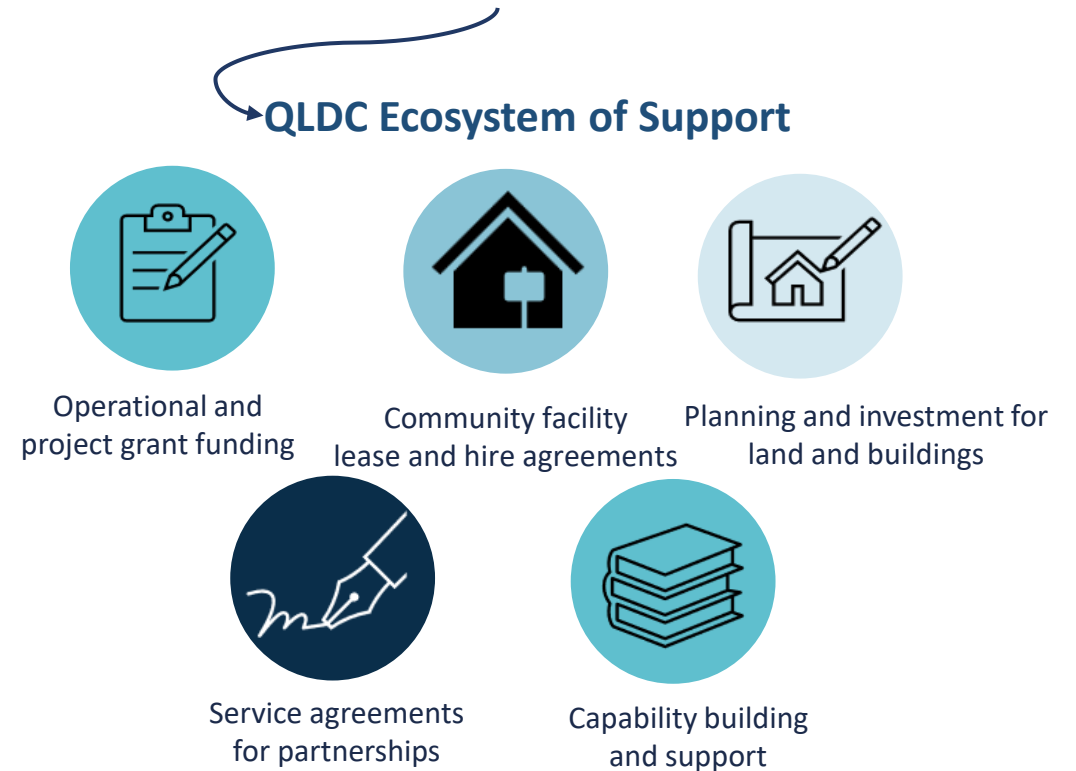 QLDC Ecosystem of Support
Operational and
project grant funding
Community facility
lease and hire agreements
Planning and investment for
land and buildings
Service agreements
for partnerships
Capability building
and support